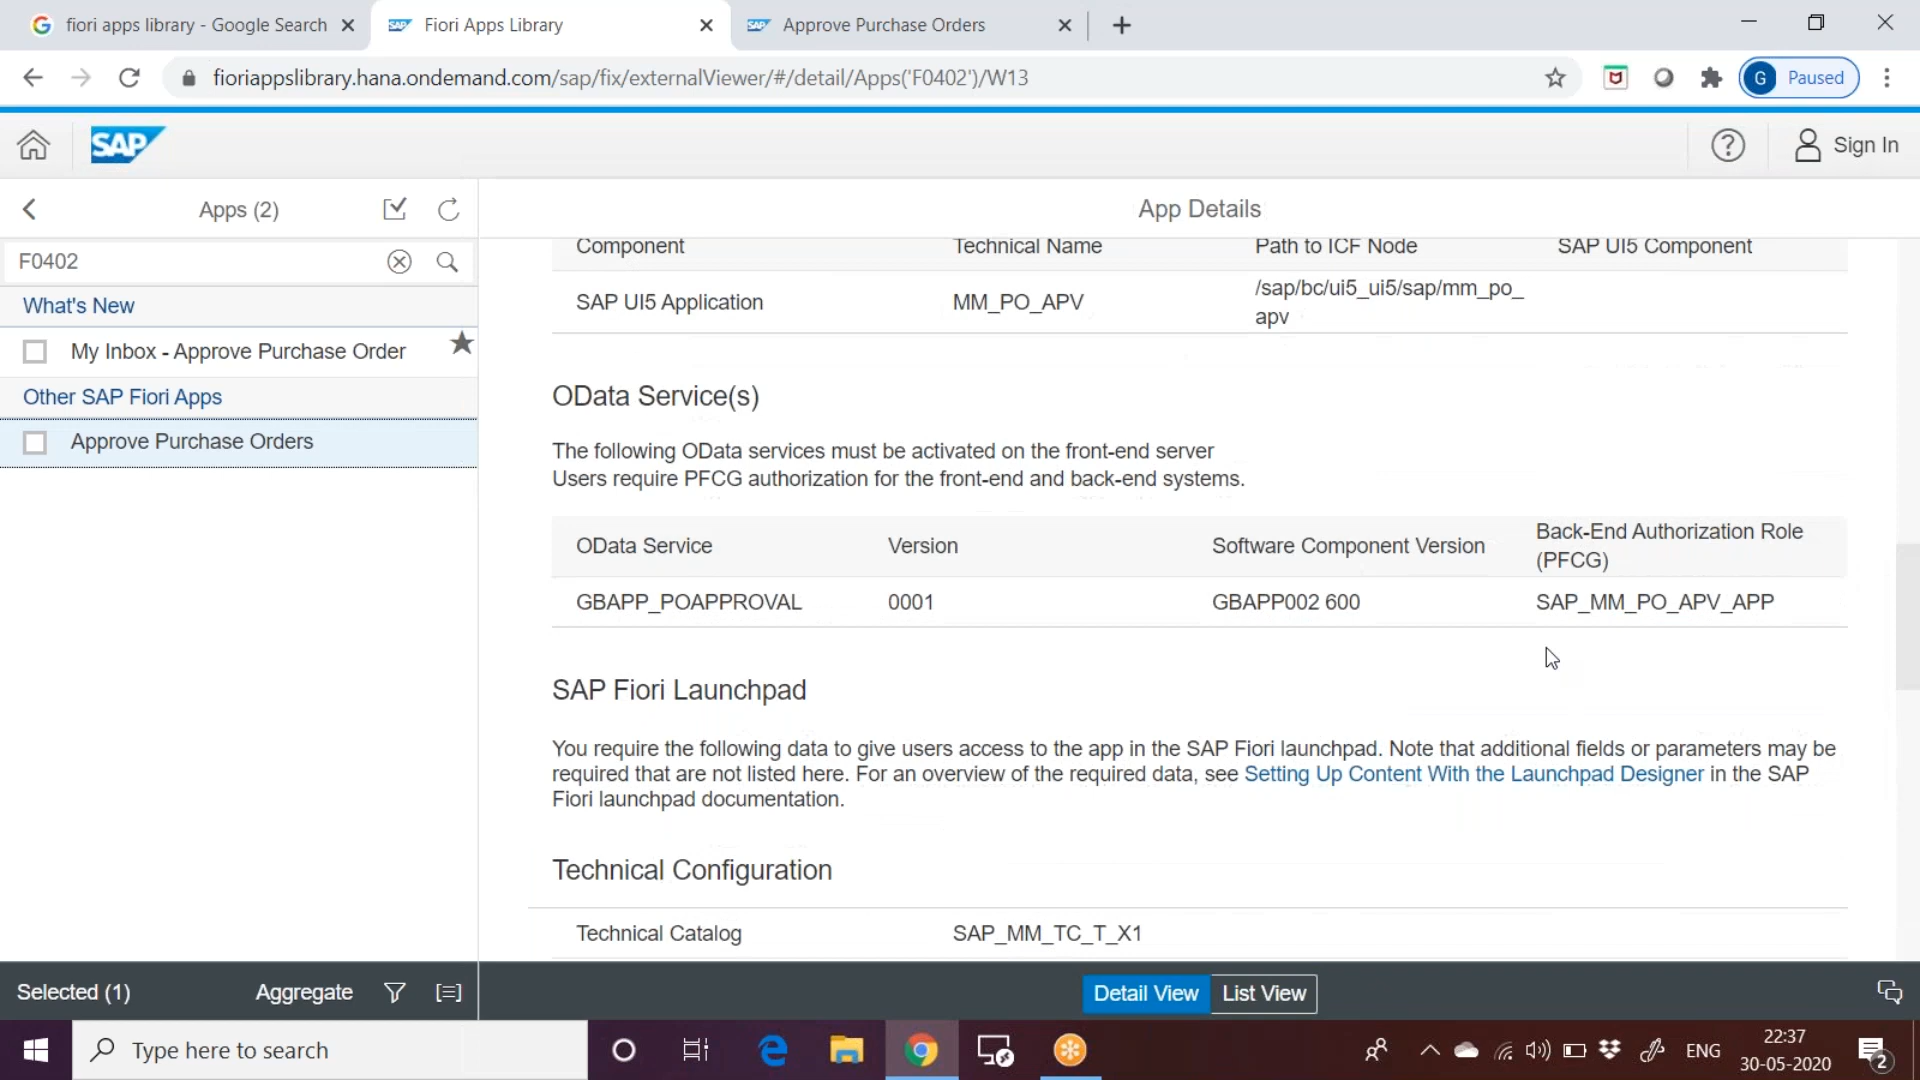 fiori apps library - Google Search
Fiori Apps Library
Approve Purchase Orders
fioriappslibrary.hana.ondemand.com/sap/fix/externalViewer/#/detail/Apps('F0402')/W13
G Paused
SAP
Sign In
Apps (2)
App Details
F0402
What's New
My Inbox - Approve Purchase Order
Other SAP Fiori Apps
Approve Purchase Orders
Component Technical Name Path to ICF Node SAP UI5 Component
SAP UI5 Application MM_PO_APV /sap/bc/ui5_ui5/sap/mm_po_
apv
OData Service(s)
The following OData services must be activated on the front-end server
Users require PFCG authorization for the front-end and back-end systems.
OData Service Version Software Component Version Back-End Authorization Role
(PFCG)
GBAPP_POAPPROVAL 0001 GBAPP002 600 SAP_MM_PO_APV_APP
SAP Fiori Launchpad
You require the following data to give users access to the app in the SAP Fiori launchpad. Note that additional fields or parameters may be
required that are not listed here. For an overview of the required data, see Setting Up Content With the Launchpad Designer in the SAP
Fiori launchpad documentation.
Technical Configuration
Technical Catalog SAP_MM_TC_T_X1
Selected (1) Aggregate
Detail View List View
Type here to search
ENG
22:37
30-05-2020
2